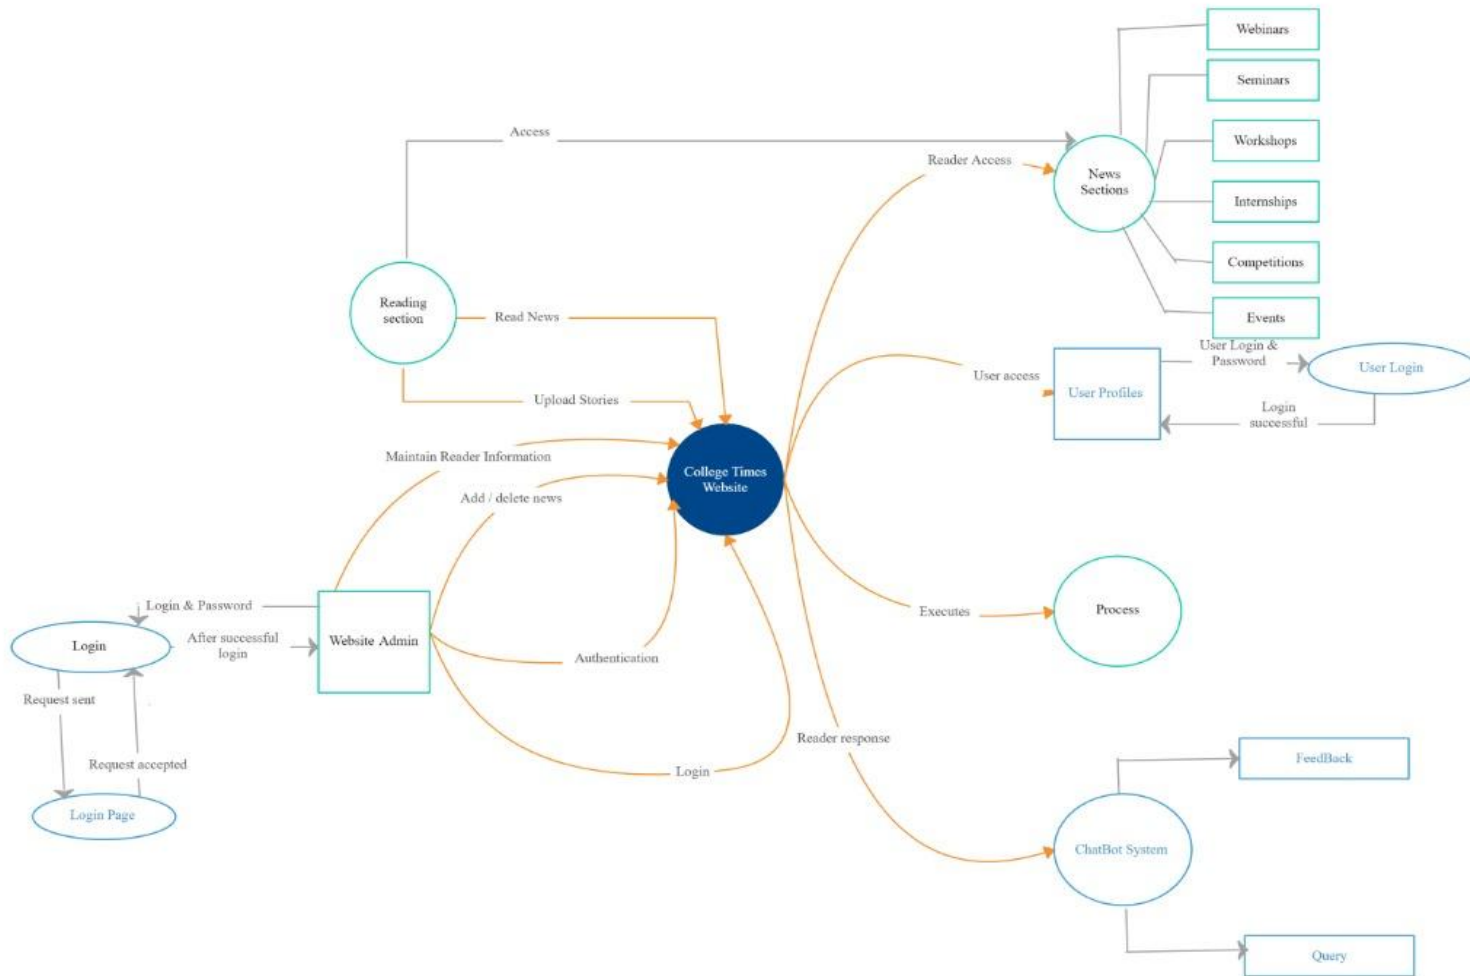 Webinars
Seminars
Access
Workshops
Reader Access
News
Sections
Internships
Competitions
Reading
section
Read News
Events
User Login &
Password
User Login
User access
User Profiles
Login
successful
Upload Stories
Maintain Reader Information
College Times
Website
Add / delete news
Login & Password
Executes
Process
Login
After successful
login
Website Admin
Authentication
Request sent
Reader response
Request accepted
Login
FeedBack
Login Page
ChatBot System
Query